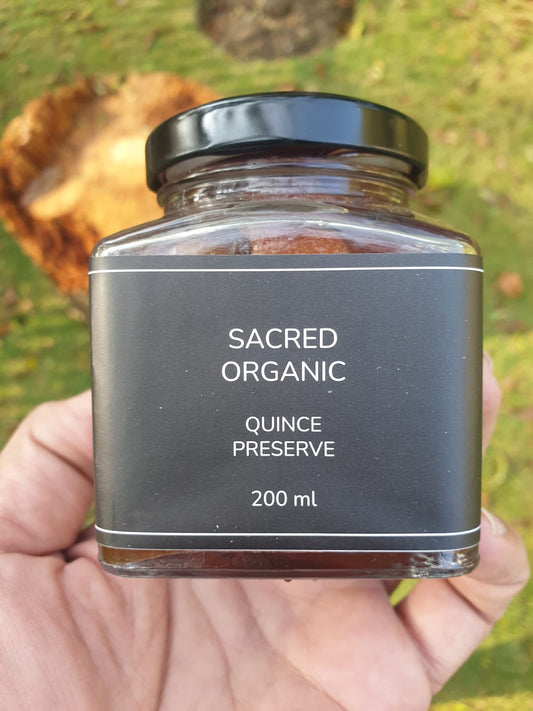 SACRED
ORGANIC
QUINCE
PRESERVE
200 ml